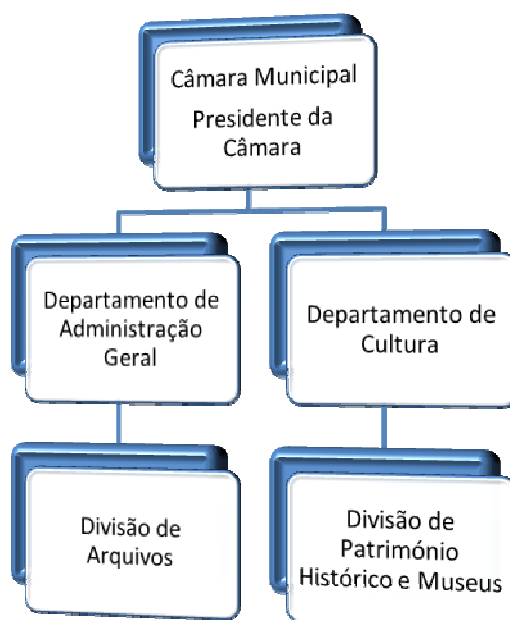 Câmara Municipal
Presidente da
Câmara
Departamento de
Administração
Geral
Departamento de
Cultura
Divisão de
Arquivos
Divisão de
Património
Histórico e Museus